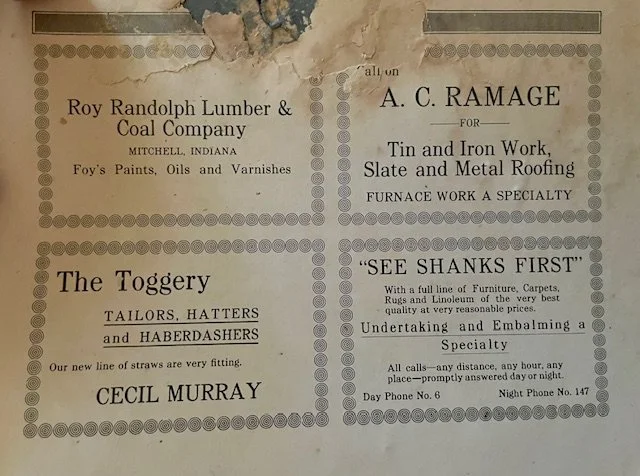 Roy Randolph Lumber &
Coal Company
MITCHELL, INDIANA
Foy's Paints, Oils and Varnishes
Call on
A. C. RAMAGE
FOR
Tin and Iron Work,
Slate and Metal Roofing
FURNACE WORK A SPECIALTY
The Toggery
TAILORS, HATTERS
and HABERDASHERS
Our new line of straws are very fitting.
CECIL MURRAY
"SEE SHANKS FIRST"
With a full line of Furniture, Carpets,
Rugs and Linoleum of the very best
quality at very reasonable prices.
Undertaking and Embalming a
Specialty
All calls—any distance, any hour, any
place—promptly answered day or night.
Day Phone No. 6 Night Phone No. 147